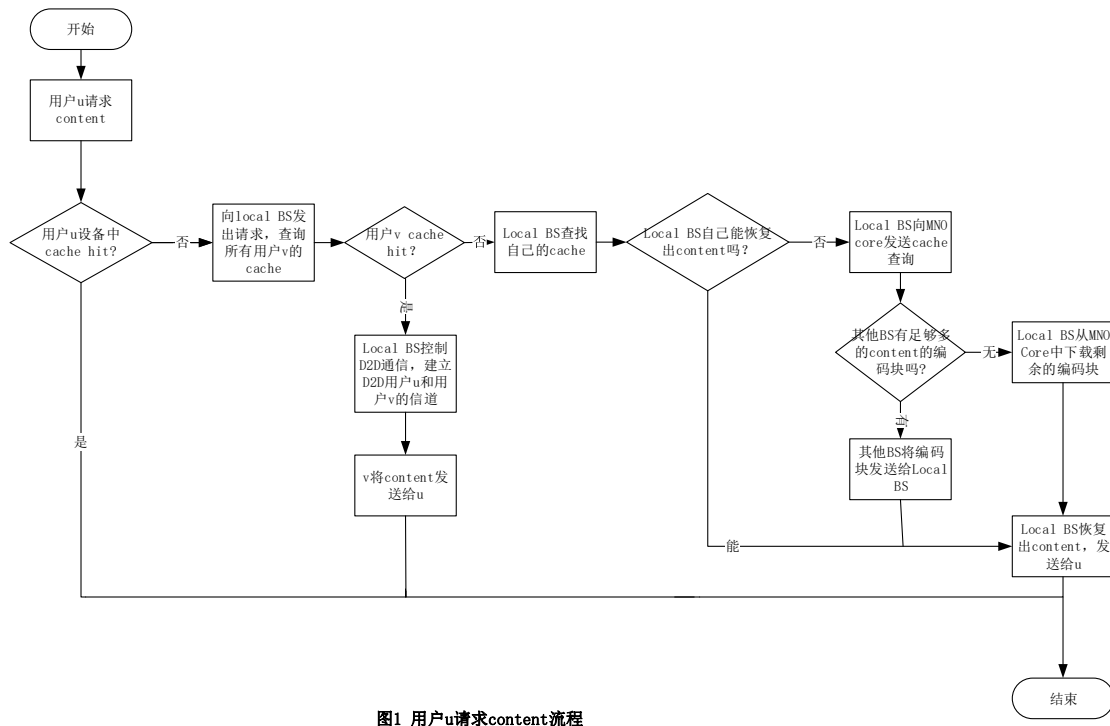 开始
用户u请求
content
用户u设备中
cache hit?
否
向local BS发
出请求，查询
所有用户v的
cache
用户v cache
hit?
否
Local BS查找
自己的cache
Local BS自己能恢复
出content吗?
否
Local BS向MNO
core发送cache
查询
是
Local BS控制
D2D通信，建立
D2D用户u和用
户v的信道
其他BS有足够多
的content的编
码块吗?
无
Local BS从MNO
Core中下载剩
余的编码块
有
是
v将content发
送给u
其他BS将编码
块发送给Local
BS
能
Local BS恢复
出content，发
送给u
结束
图1 用户u请求content流程